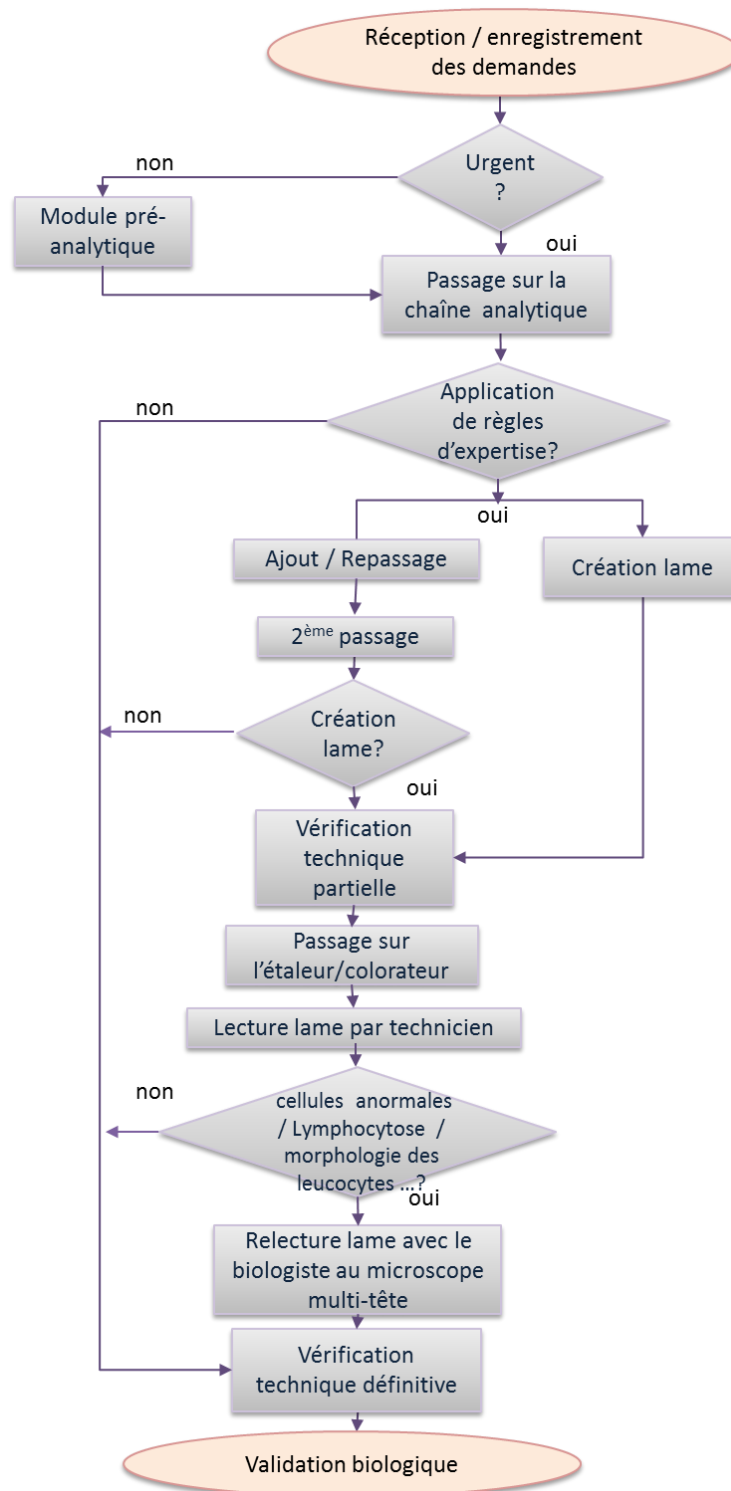 Réception / enregistrement
des demandes
non
Urgent
?
Module pré-
analytique
oui
Passage sur la
chaîne analytique
non
Application
de règles
d'expertise?
oui
Ajout / Repassage
Création lame
2ème passage
non
Création
lame?
oui
Vérification
technique
partielle
Passage sur
l'étaleur/colorateur
Lecture lame par technicien
non
cellules anormales
/ Lymphocytose /
morphologie des
leucocytes ...?
oui
Relecture lame avec le
biologiste au microscope
multi-tête
Vérification
technique définitive
Validation biologique